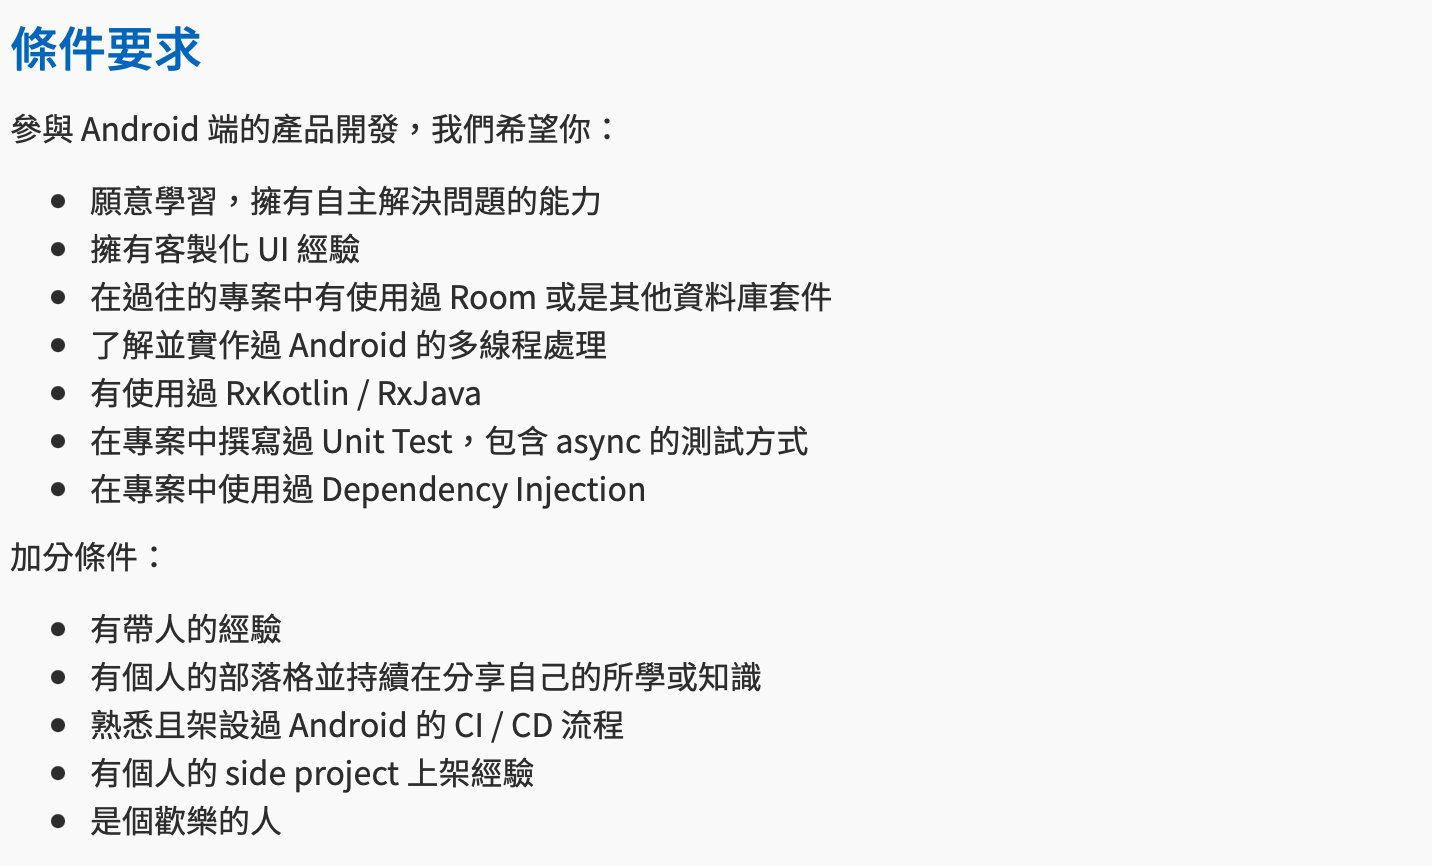 條件要求
參與 Android 端的產品開發，我們希望你：
● 願意學習，擁有自主解決問題的能力
● 擁有客製化 UI 經驗
● 在過往的專案中有使用過 Room 或是其他資料庫套件
● 了解並實作過 Android 的多線程處理
● 有使用過 RxKotlin / RxJava
● 在專案中撰寫過 Unit Test，包含 async 的測試方式
● 在專案中使用過 Dependency Injection
加分條件：
● 有帶人的經驗
● 有個人的部落格並持續在分享自己的所學或知識
● 熟悉且架設過 Android 的 CI / CD 流程
● 有個人的 side project 上架經驗
● 是個歡樂的人